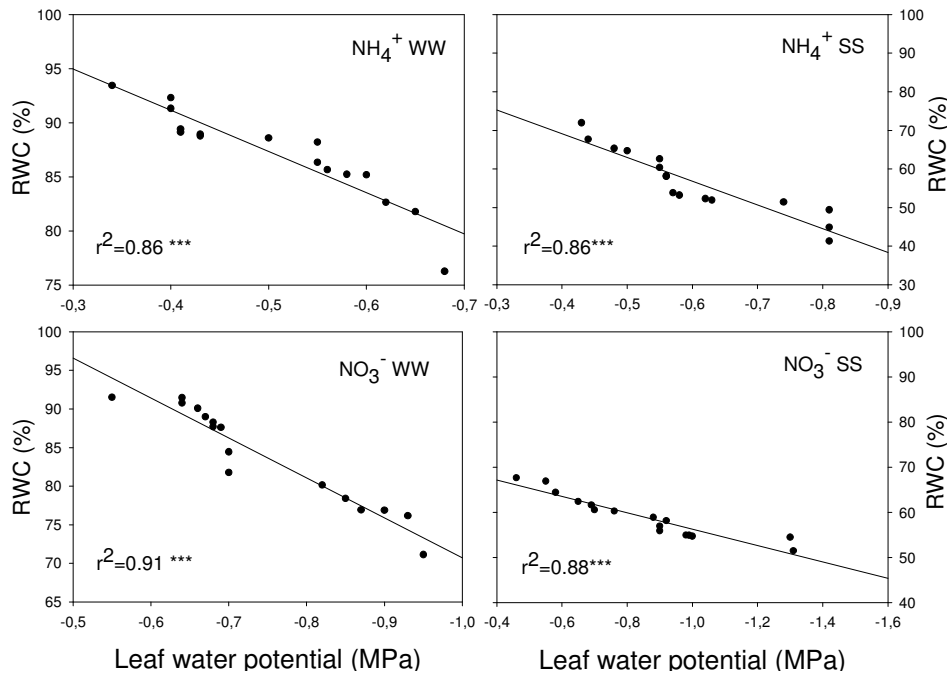 NH4+ WW
RWC (%)
100
95
90
85
80
75
r2=0.86 ***
-0,3 -0,4 -0,5 -0,6 -0,7
NH4+ SS
RWC (%)
100
90
80
70
60
50
40
30
r2=0.86***
-0,3 -0,4 -0,5 -0,6 -0,7 -0,8 -0,9
NO3- WW
RWC (%)
100
95
90
85
80
75
70
65
r2=0.91 ***
-0,5 -0,6 -0,7 -0,8 -0,9 -1,0
Leaf water potential (MPa)
NO3- SS
RWC (%)
100
90
80
70
60
50
40
r2=0.88***
-0,4 -0,6 -0,8 -1,0 -1,2 -1,4 -1,6
Leaf water potential (MPa)